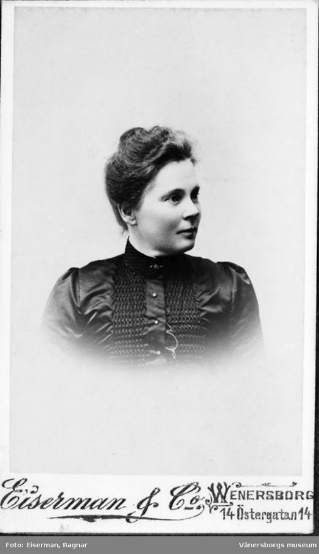 Eiserman & Co. WENERSBORG
14 Östergatan 14
Foto: Eiserman, Ragnar Vänersborgs museum